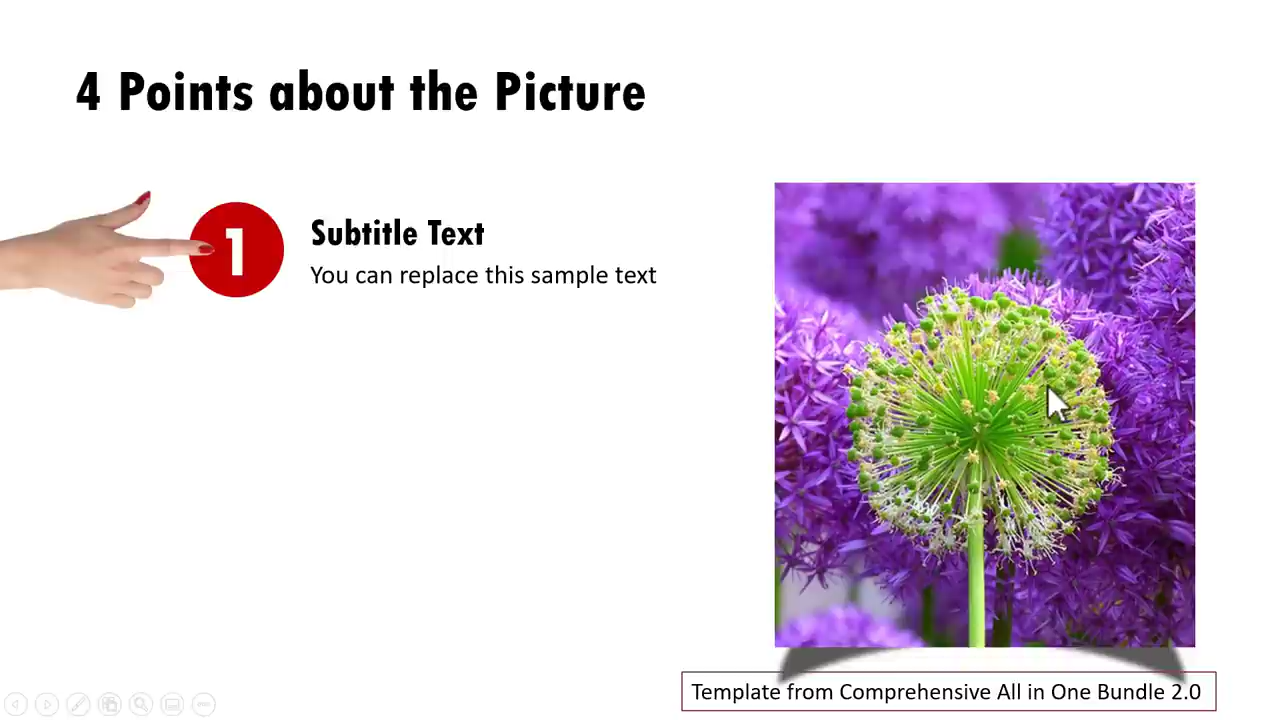 4 Points about the Picture
1
Subtitle Text
You can replace this sample text
Template from Comprehensive All in One Bundle 2.0